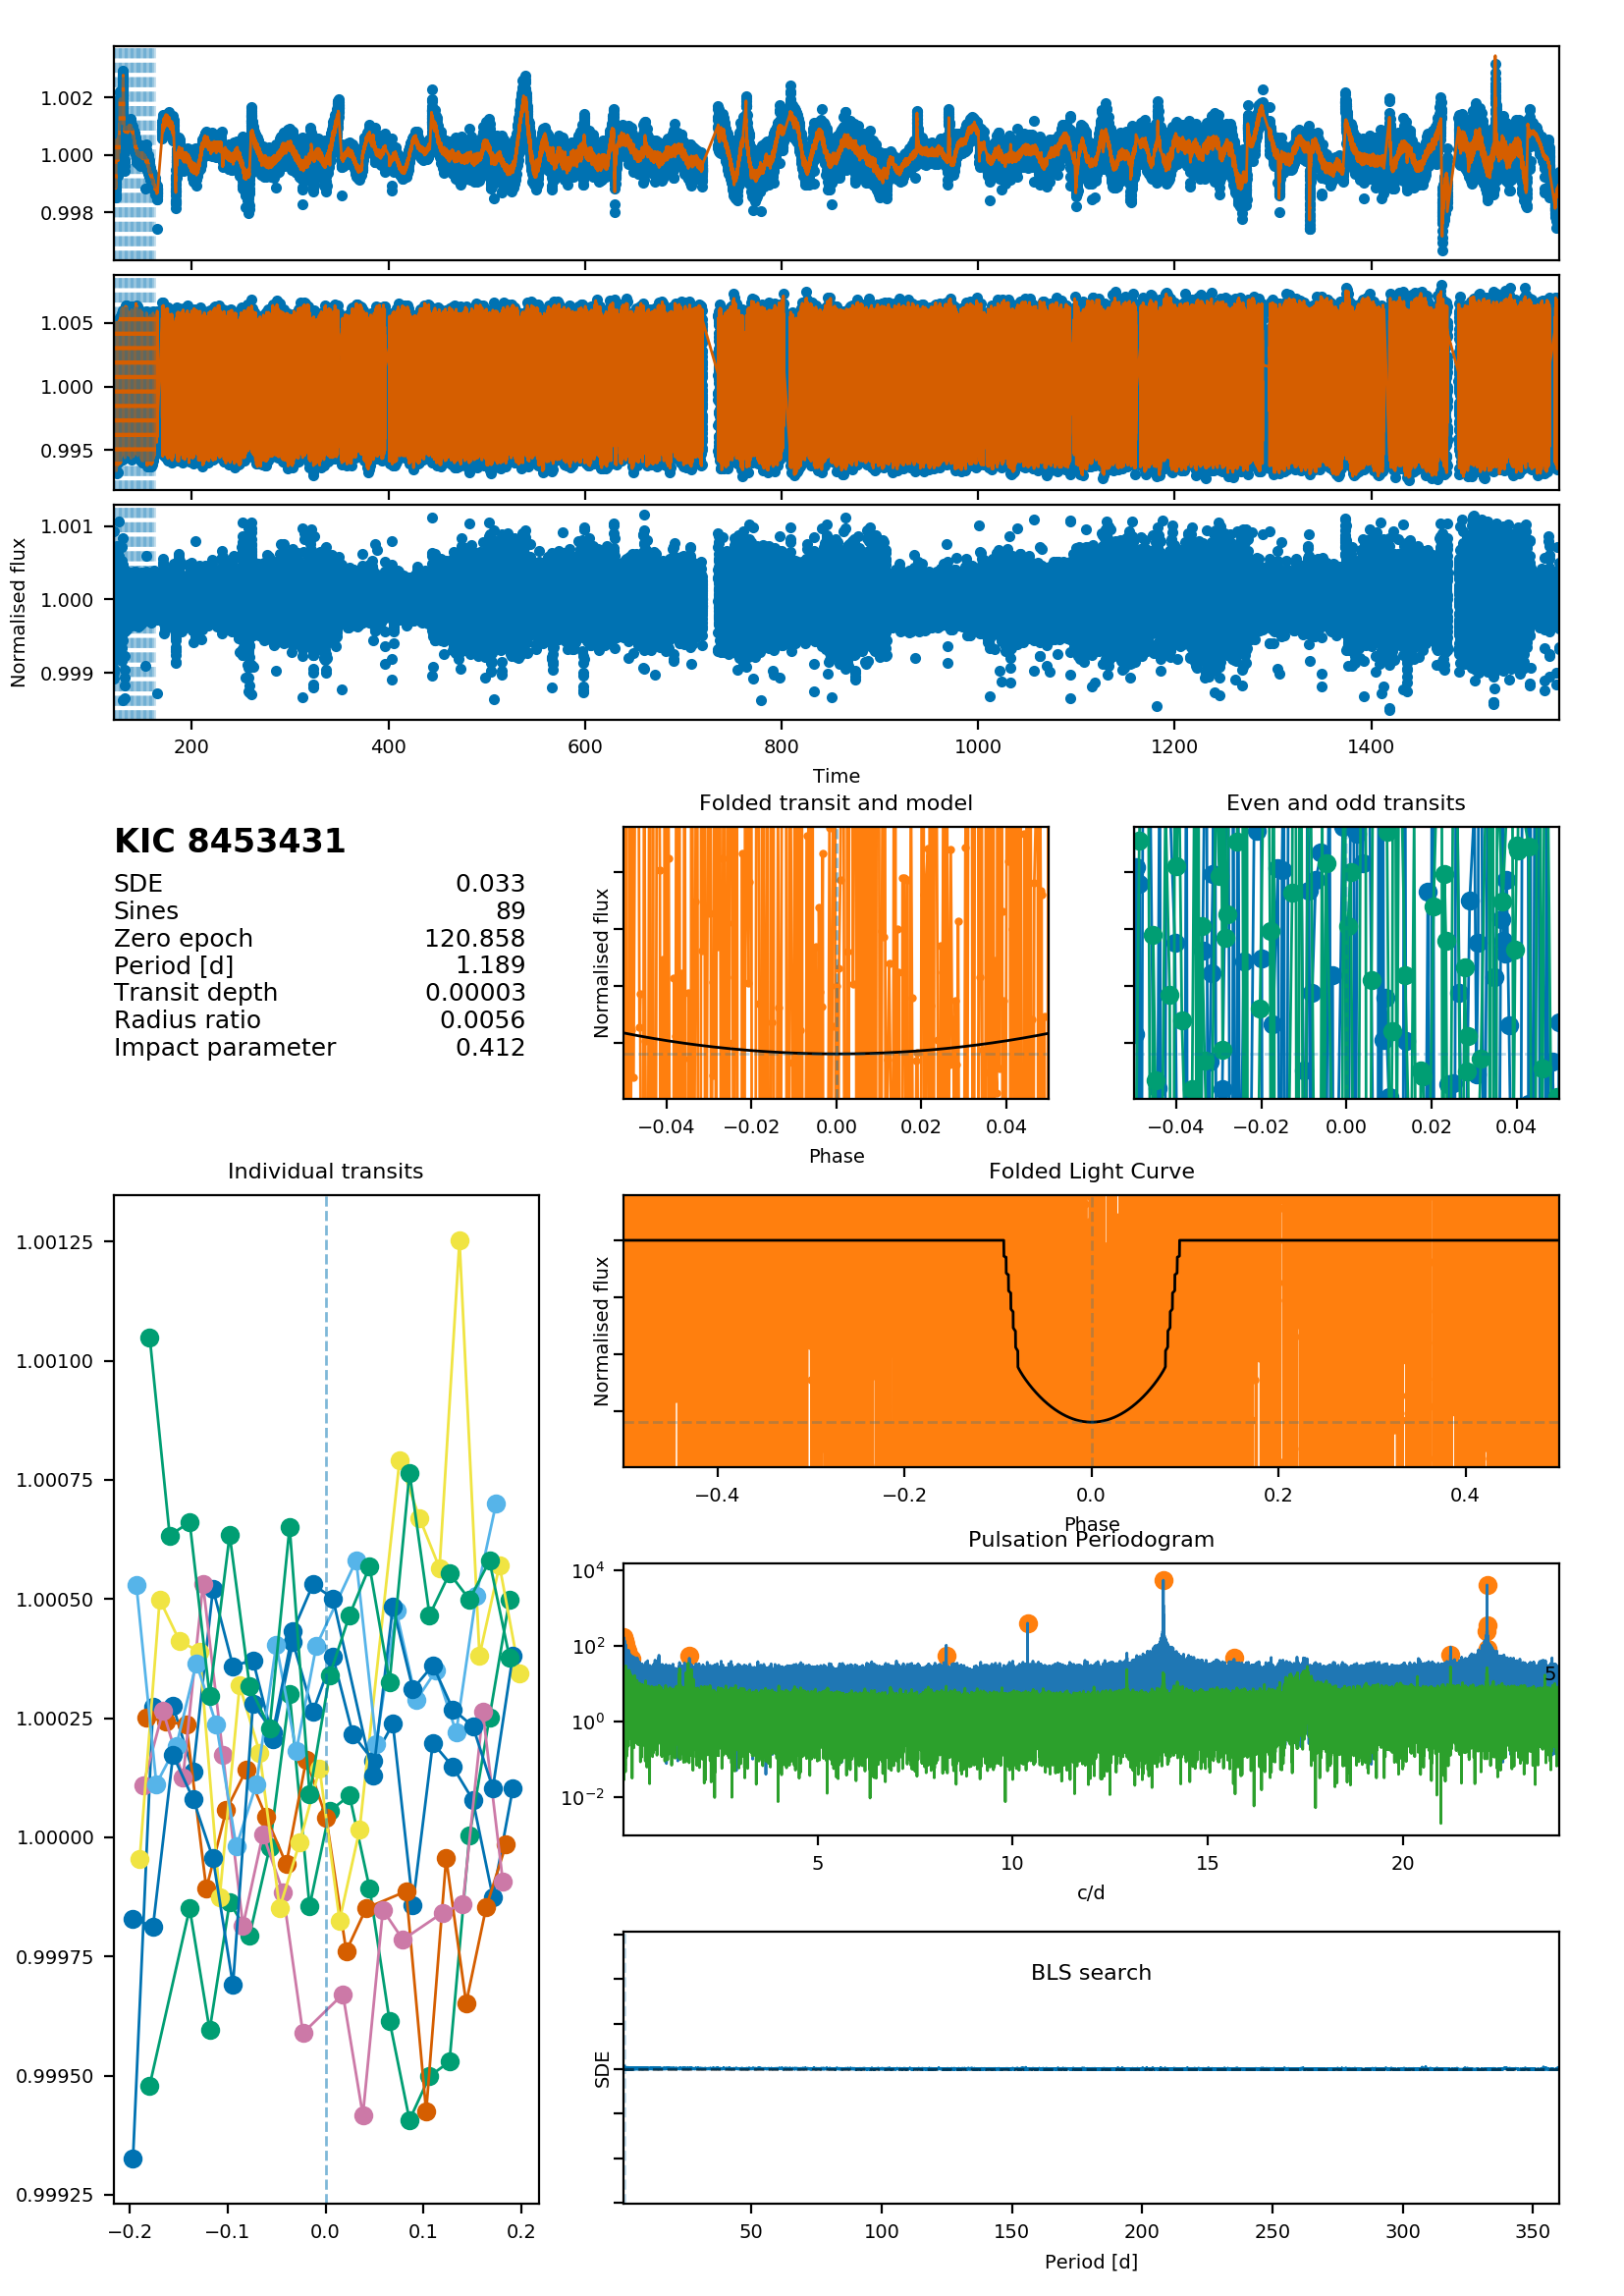 1.002
1.000
0.998
1.005
1.000
0.995
1.001
1.000
0.999
Normalised flux
200 400 600 800 1000 1200 1400
Time
KIC 8453431
SDE 0.033
Sines 89
Zero epoch 120.858
Period [d] 1.189
Transit depth 0.00003
Radius ratio 0.0056
Impact parameter 0.412
Folded transit and model
Normalised flux
−0.04 −0.02 0.00 0.02 0.04
Phase
Even and odd transits
−0.04 −0.02 0.00 0.02 0.04
Individual transits
1.00125
1.00100
1.00075
1.00050
1.00025
1.00000
0.99975
0.99950
0.99925
−0.2 −0.1 0.0 0.1 0.2
Folded Light Curve
Normalised flux
−0.4 −0.2 0.0 0.2 0.4
Phase
Pulsation Periodogram
10⁴
10²
10⁰
10⁻²
5
5 10 15 20
c/d
BLS search
SDE
50 100 150 200 250 300 350
Period [d]